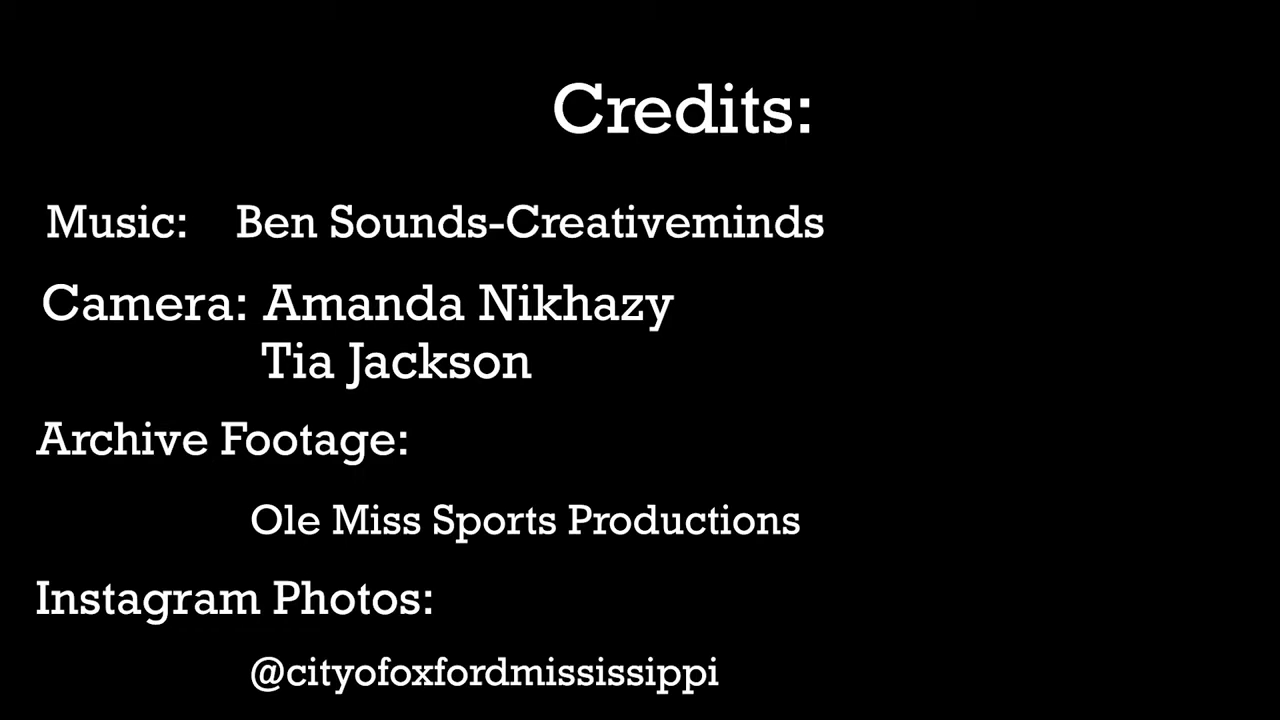 Credits:
Music: Ben Sounds-Creativeminds
Camera: Amanda Nikhazy
Tia Jackson
Archive Footage:
Ole Miss Sports Productions
Instagram Photos:
@cityofoxfordmississippi